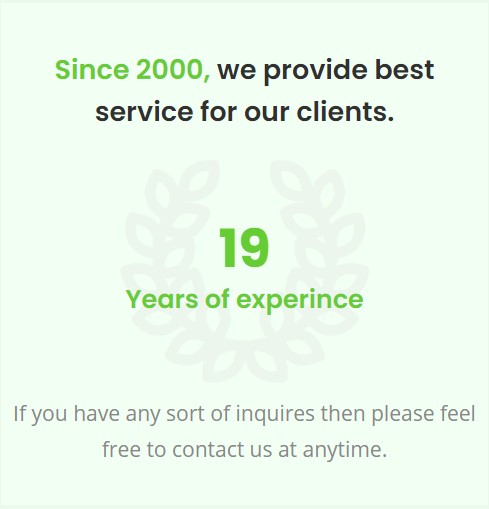 Since 2000, we provide best
service for our clients.
19
Years of experince
If you have any sort of inquires then please feel
free to contact us at anytime.